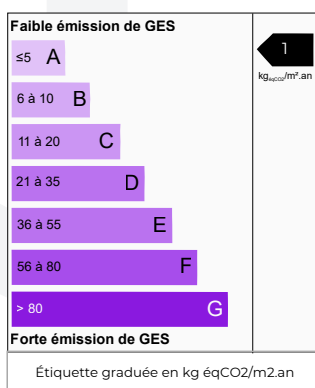 Faible émission de GES
≤5 A
1
kgéqCO2/m².an
6 à 10 B
11 à 20 C
21 à 35 D
36 à 55 E
56 à 80 F
> 80 G
Forte émission de GES
Étiquette graduée en kg éqCO2/m2.an